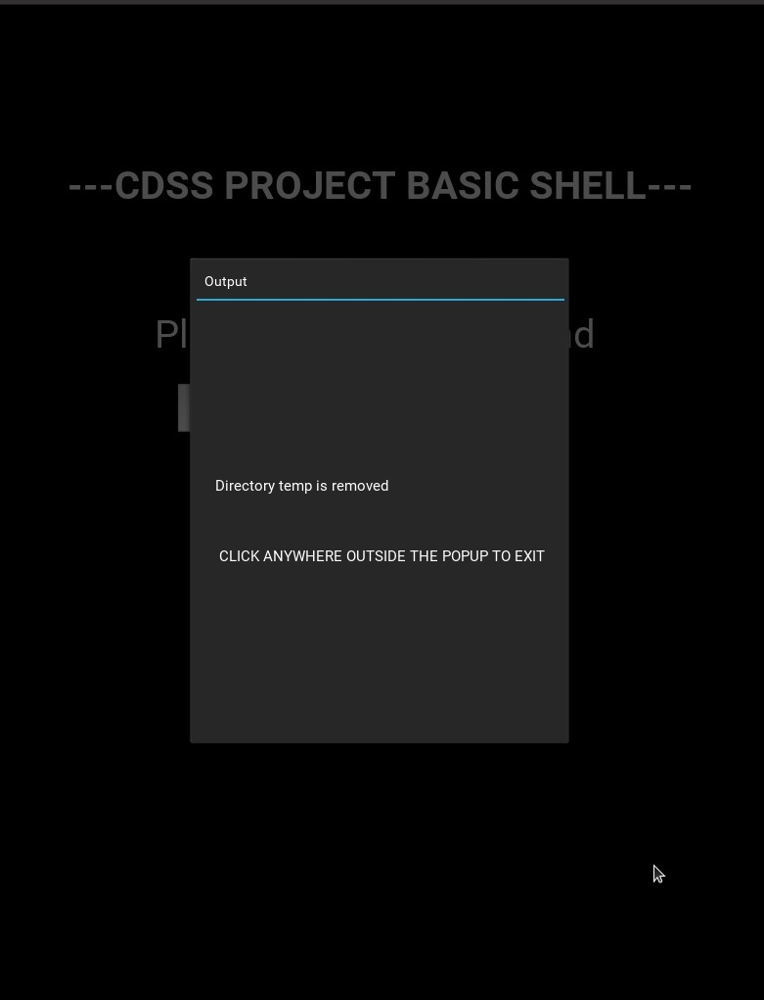 ---CDSS PROJECT BASIC SHELL---
Output
Directory temp is removed
CLICK ANYWHERE OUTSIDE THE POPUP TO EXIT